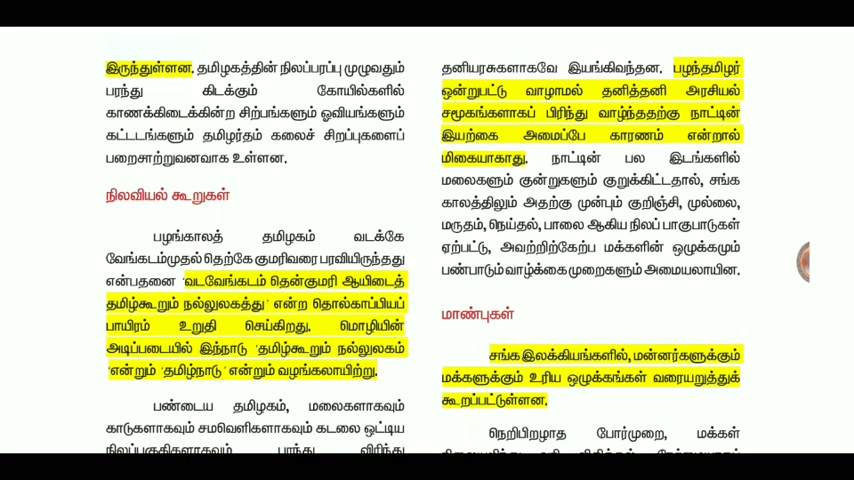 இருந்துள்ளன. தமிழகத்தின் நிலப்பரப்பு முழுவதும்
பரந்து கிடக்கும் கோயில்களில்
காணக்கிடைக்கின்ற சிற்பங்களும் ஓவியங்களும்
கட்டடங்களும் தமிழர்தம் கலைச் சிறப்புகளைப்
பறைசாற்றுவனவாக உள்ளன.
நிலவியல் கூறுகள்
பழங்காலத் தமிழகம் வடக்கே
வேங்கடம்முதல் தெற்கே குமரிவரை பரவியிருந்தது
என்பதனை 'வடவேங்கடம் தென்குமரி ஆயிடைத்
தமிழ்கூறும் நல்லுலகத்து' என்ற தொல்காப்பியப்
பாயிரம் உறுதி செய்கிறது. மொழியின்
அடிப்படையில் இந்நாடு 'தமிழ்கூறும் நல்லுலகம்
'என்றும் 'தமிழ்நாடு' என்றும் வழங்கலாயிற்று.
பண்டைய தமிழகம், மலைகளாகவும்
காடுகளாகவும் சமவெளிகளாகவும் கடலை ஒட்டிய
நிலப்பகுதிகளாகவும் பரந்து விரிந்து
தனியரசுகளாகவே இயங்கிவந்தன. பழந்தமிழர்
ஒன்றுபட்டு வாழாமல் தனித்தனி அரசியல்
சமூகங்களாகப் பிரிந்து வாழ்ந்ததற்கு நாட்டின்
இயற்கை அமைப்பே காரணம் என்றால்
மிகையாகாது. நாட்டின் பல இடங்களில்
மலைகளும் குன்றுகளும் குறுக்கிட்டதால், சங்க
காலத்திலும் அதற்கு முன்பும் குறிஞ்சி, முல்லை,
மருதம், நெய்தல், பாலை ஆகிய நிலப் பாகுபாடுகள்
ஏற்பட்டு, அவற்றிற்கேற்ப மக்களின் ஒழுக்கமும்
பண்பாடும் வாழ்க்கை முறைகளும் அமையலாயின.
மாண்புகள்
சங்க இலக்கியங்களில், மன்னர்களுக்கும்
மக்களுக்கும் உரிய ஒழுக்கங்கள் வரையறுத்துக்
கூறப்பட்டுள்ளன.
நெறிபிறழாத போர்முறை, மக்கள்